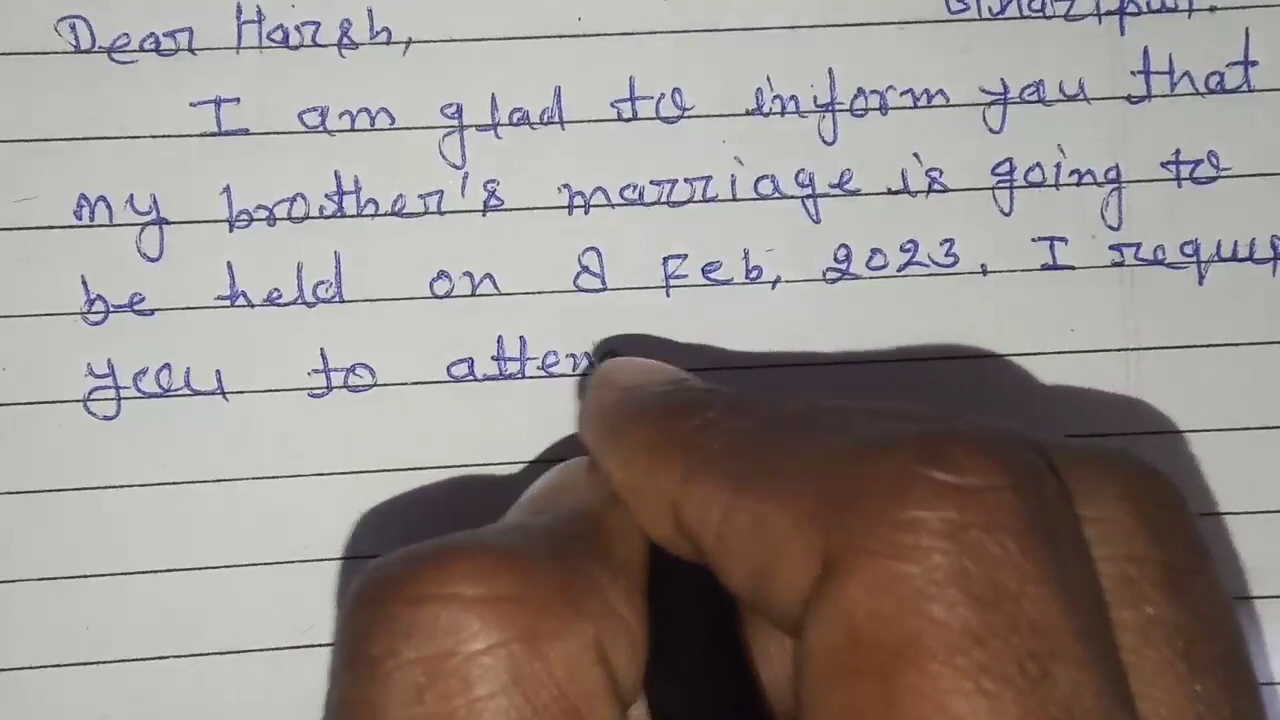 Dear Harsh,
I am glad to inform you that
my brother's marriage is going to
be held on 8 Feb, 2023. I reques
you to atten